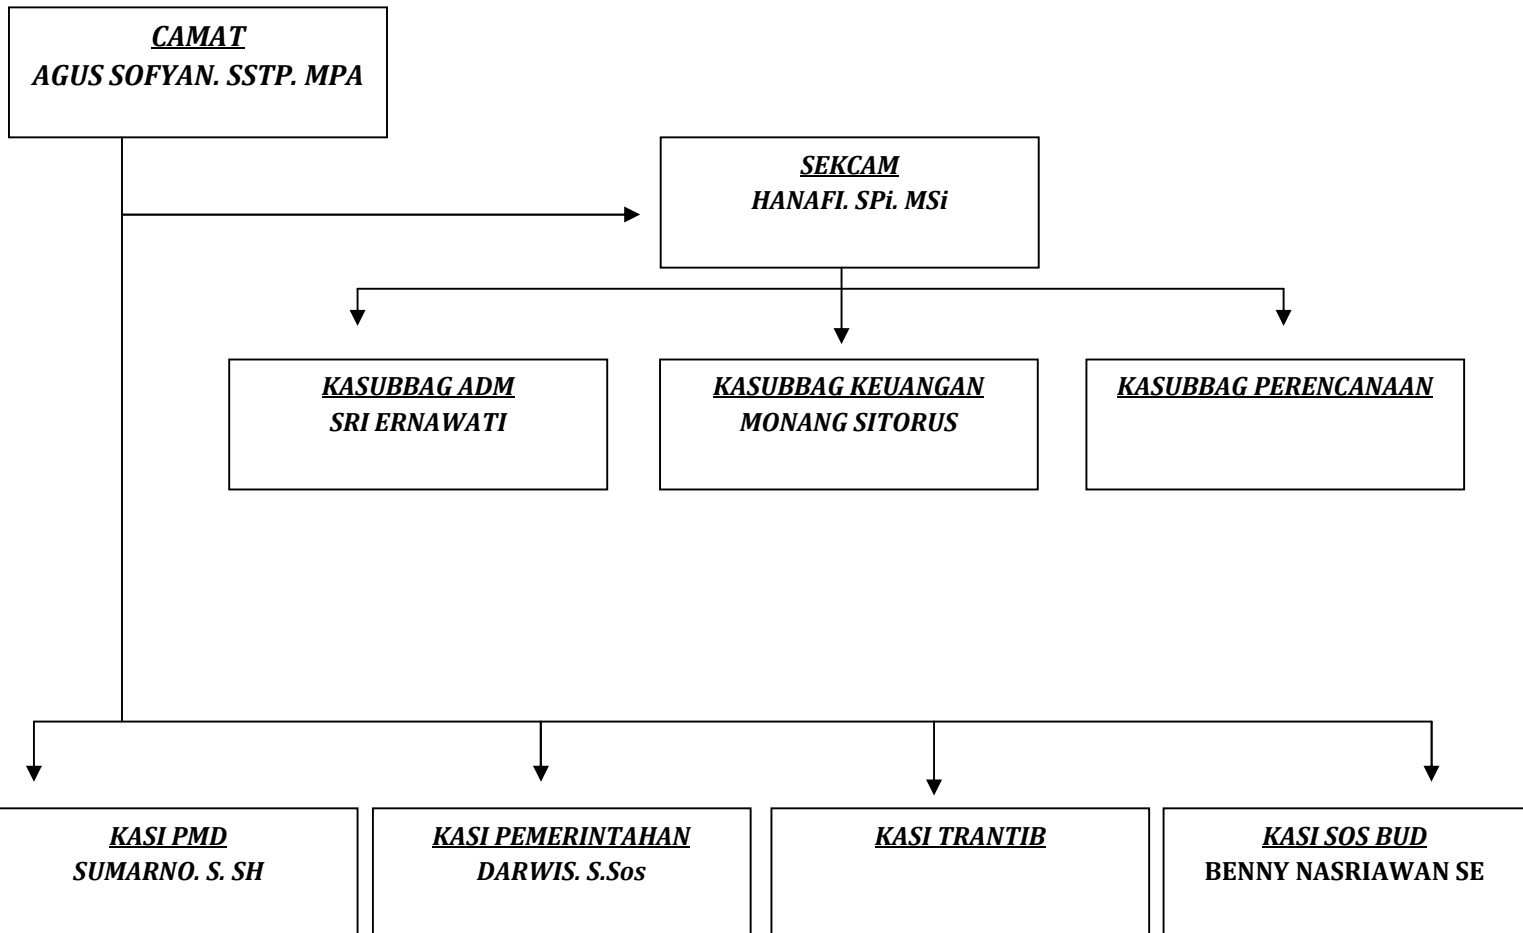 CAMAT
AGUS SOFYAN. SSTP. MPA
SEKCAM
HANAFI. SPi. MSi
KASUBBAG ADM
SRI ERNAWATI
KASUBBAG KEUANGAN
MONANG SITORUS
KASUBBAG PERENCANAAN
KASI PMD
SUMARNO. S. SH
KASI PEMERINTAHAN
DARWIS. S.Sos
KASI TRANTIB
KASI SOS BUD
BENNY NASRIAWAN SE